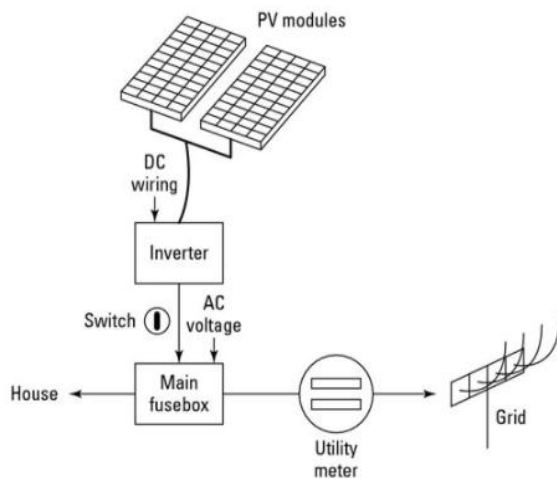 PV modules
DC
wiring
Inverter
Switch
AC
voltage
House
Main
fusebox
Utility
meter
Grid